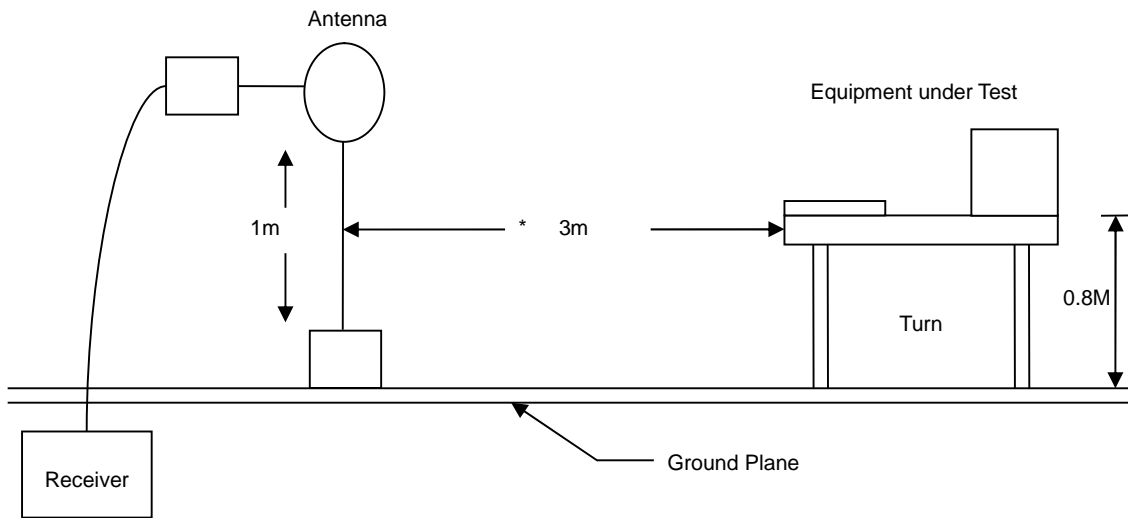 Antenna
Equipment under Test
1m
* 3m
0.8M
Turn
Ground Plane
Receiver